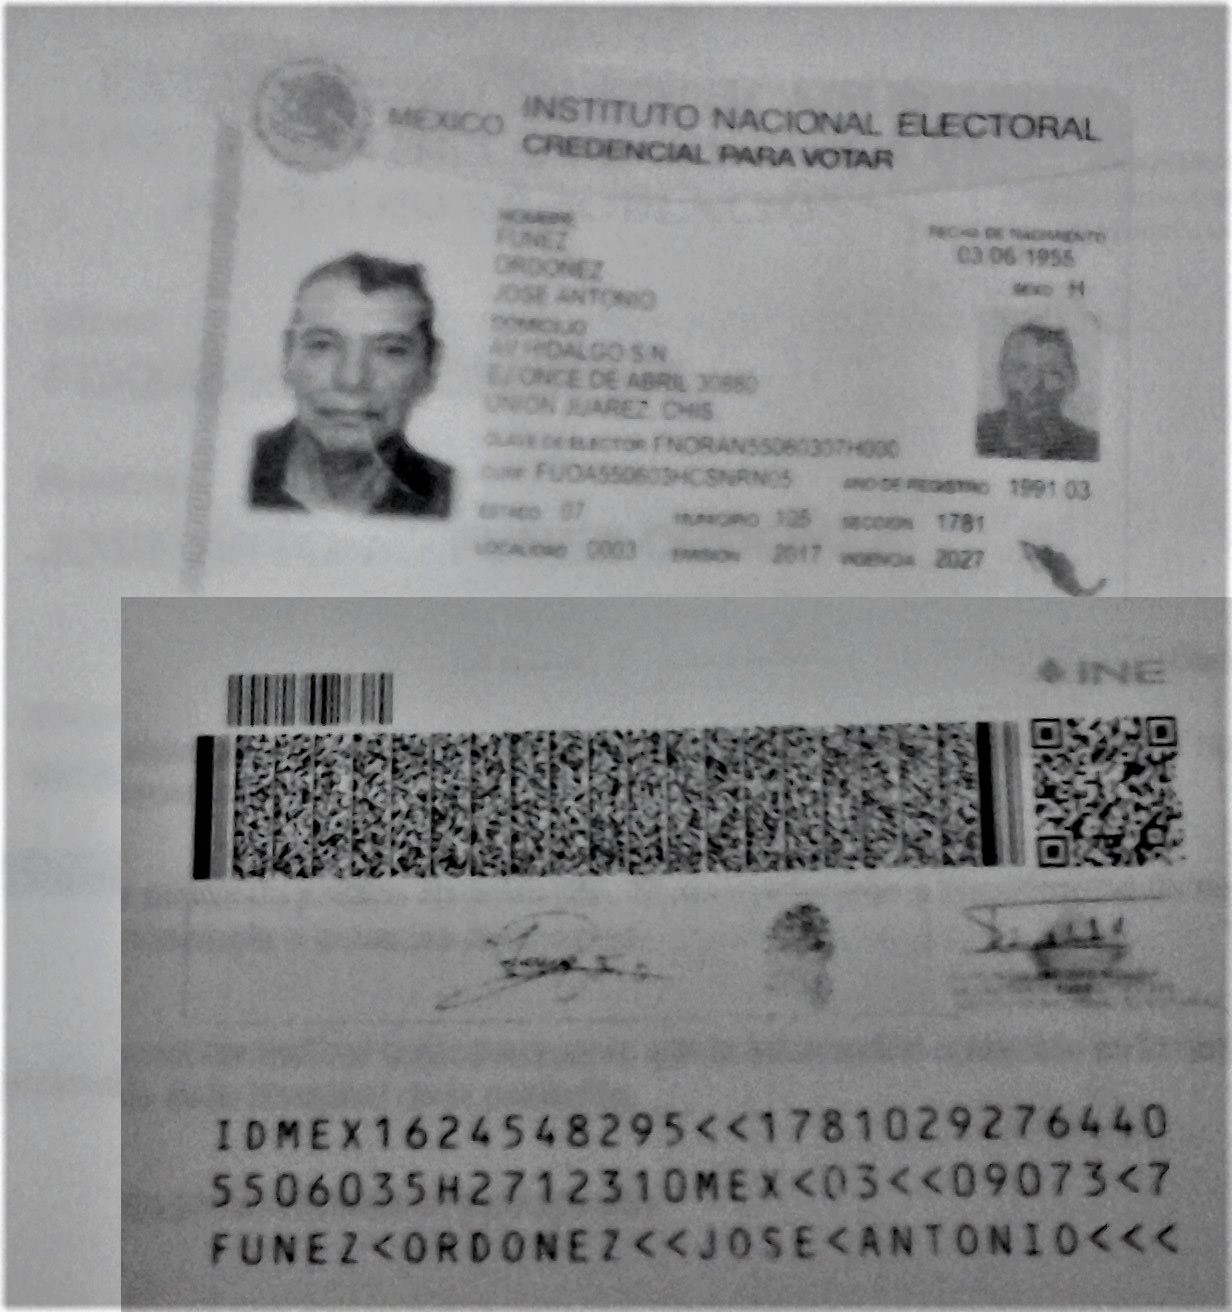 MÉXICO INSTITUTO NACIONAL ELECTORAL
CREDENCIAL PARA VOTAR
NOMBRE
FUNEZ
ORDOÑEZ
JOSE ANTONIO
FECHA DE NACIMIENTO
03 06 1955
SEXO H
DOMICILIO
AV HIDALGO S N
EJ ONCE DE ABRIL 30880
UNION JUAREZ, CHIS.
CLAVE DE ELECTOR FNORAN55060307H000
CURP FUOA550603HCSNRN05 AÑO DE REGISTRO 1991 03
ESTADO 07 MUNICIPIO 105 SECCIÓN 1781
LOCALIDAD 0003 EMISIÓN 2017 VIGENCIA 2027
INE
IDMEX1624548295<<1781029276440
5506035H2712310MEX<03<<09073<7
FUNEZ<ORDONEZ<<JOSE<ANTONIO<<<